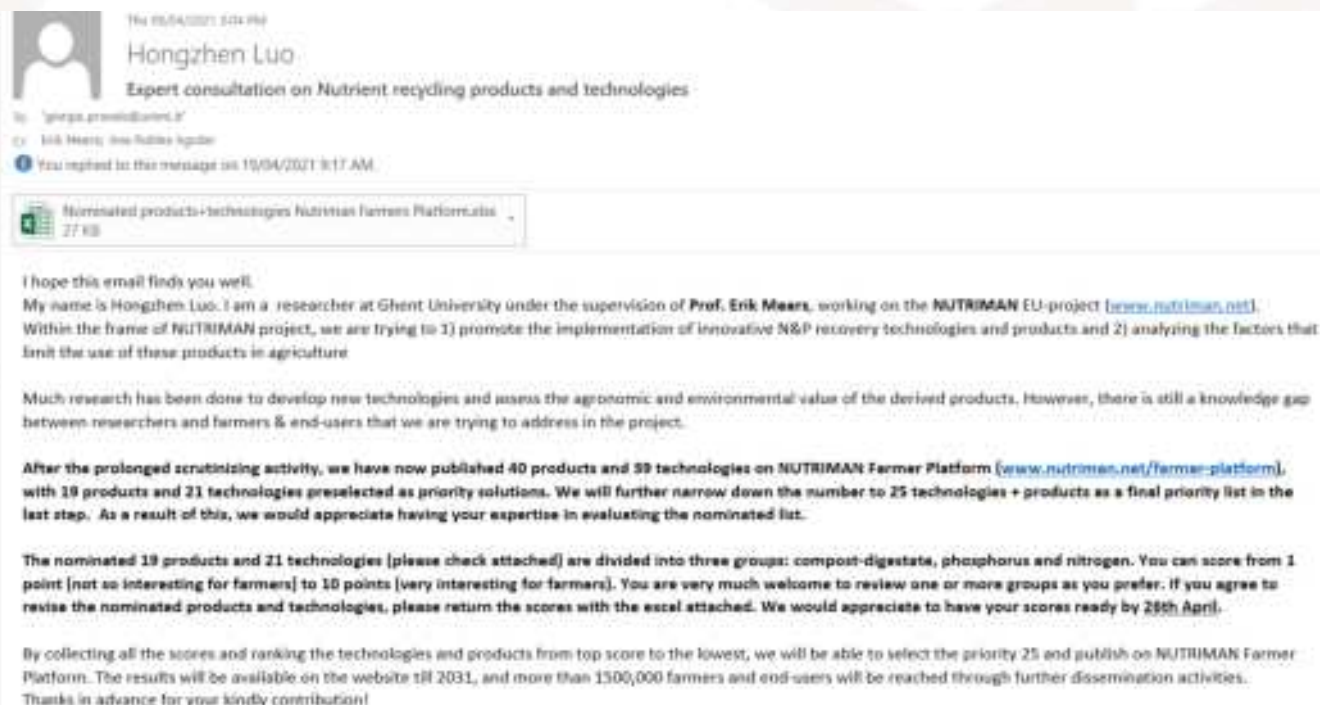 Hongzhen Luo
Expert consultation on Nutrient recycling products and technologies
You replied to this message on 19/04/2021 9:17 AM.
Nominated products+technologies Nutriman Farmers Platform.xlsx
27 KB
I hope this email finds you well.
My name is Hongzhen Luo. I am a researcher at Ghent University under the supervision of Prof. Erik Meers, working on the NUTRIMAN EU-project (www.nutriman.net).
Within the frame of NUTRIMAN project, we are trying to 1) promote the implementation of innovative N&P recovery technologies and products and 2) analyzing the factors that
limit the use of these products in agriculture
Much research has been done to develop new technologies and assess the agronomic and environmental value of the derived products. However, there is still a knowledge gap
between researchers and farmers & end-users that we are trying to address in the project.
After the prolonged scrutinizing activity, we have now published 40 products and 39 technologies on NUTRIMAN Farmer Platform (www.nutriman.net/farmer-platform),
with 19 products and 21 technologies preselected as priority solutions. We will further narrow down the number to 25 technologies + products as a final priority list in the
last step. As a result of this, we would appreciate having your expertise in evaluating the nominated list.
The nominated 19 products and 21 technologies (please check attached) are divided into three groups: compost-digestate, phosphorus and nitrogen. You can score from 1
point (not so interesting for farmers) to 10 points (very interesting for farmers). You are very much welcome to review one or more groups as you prefer. If you agree to
revise the nominated products and technologies, please return the scores with the excel attached. We would appreciate to have your scores ready by 26th April.
By collecting all the scores and ranking the technologies and products from top score to the lowest, we will be able to select the priority 25 and publish on NUTRIMAN Farmer
Platform. The results will be available on the website till 2031, and more than 1500,000 farmers and end-users will be reached through further dissemination activities.
Thanks in advance for your kindly contribution!